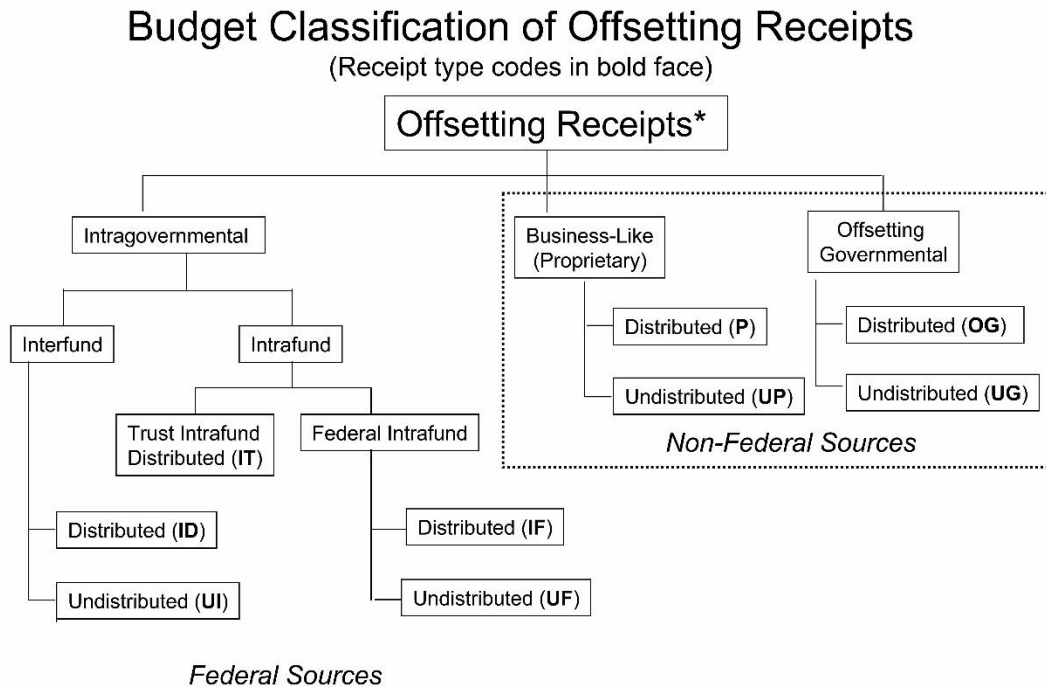 Budget Classification of Offsetting Receipts
(Receipt type codes in bold face)
Offsetting Receipts*
Intragovernmental
Business-Like
(Proprietary)
Offsetting
Governmental
Distributed (P)
Distributed (OG)
Undistributed (UP)
Undistributed (UG)
Non-Federal Sources
Interfund
Intrafund
Trust Intrafund
Distributed (IT)
Federal Intrafund
Distributed (ID)
Distributed (IF)
Undistributed (UI)
Undistributed (UF)
Federal Sources